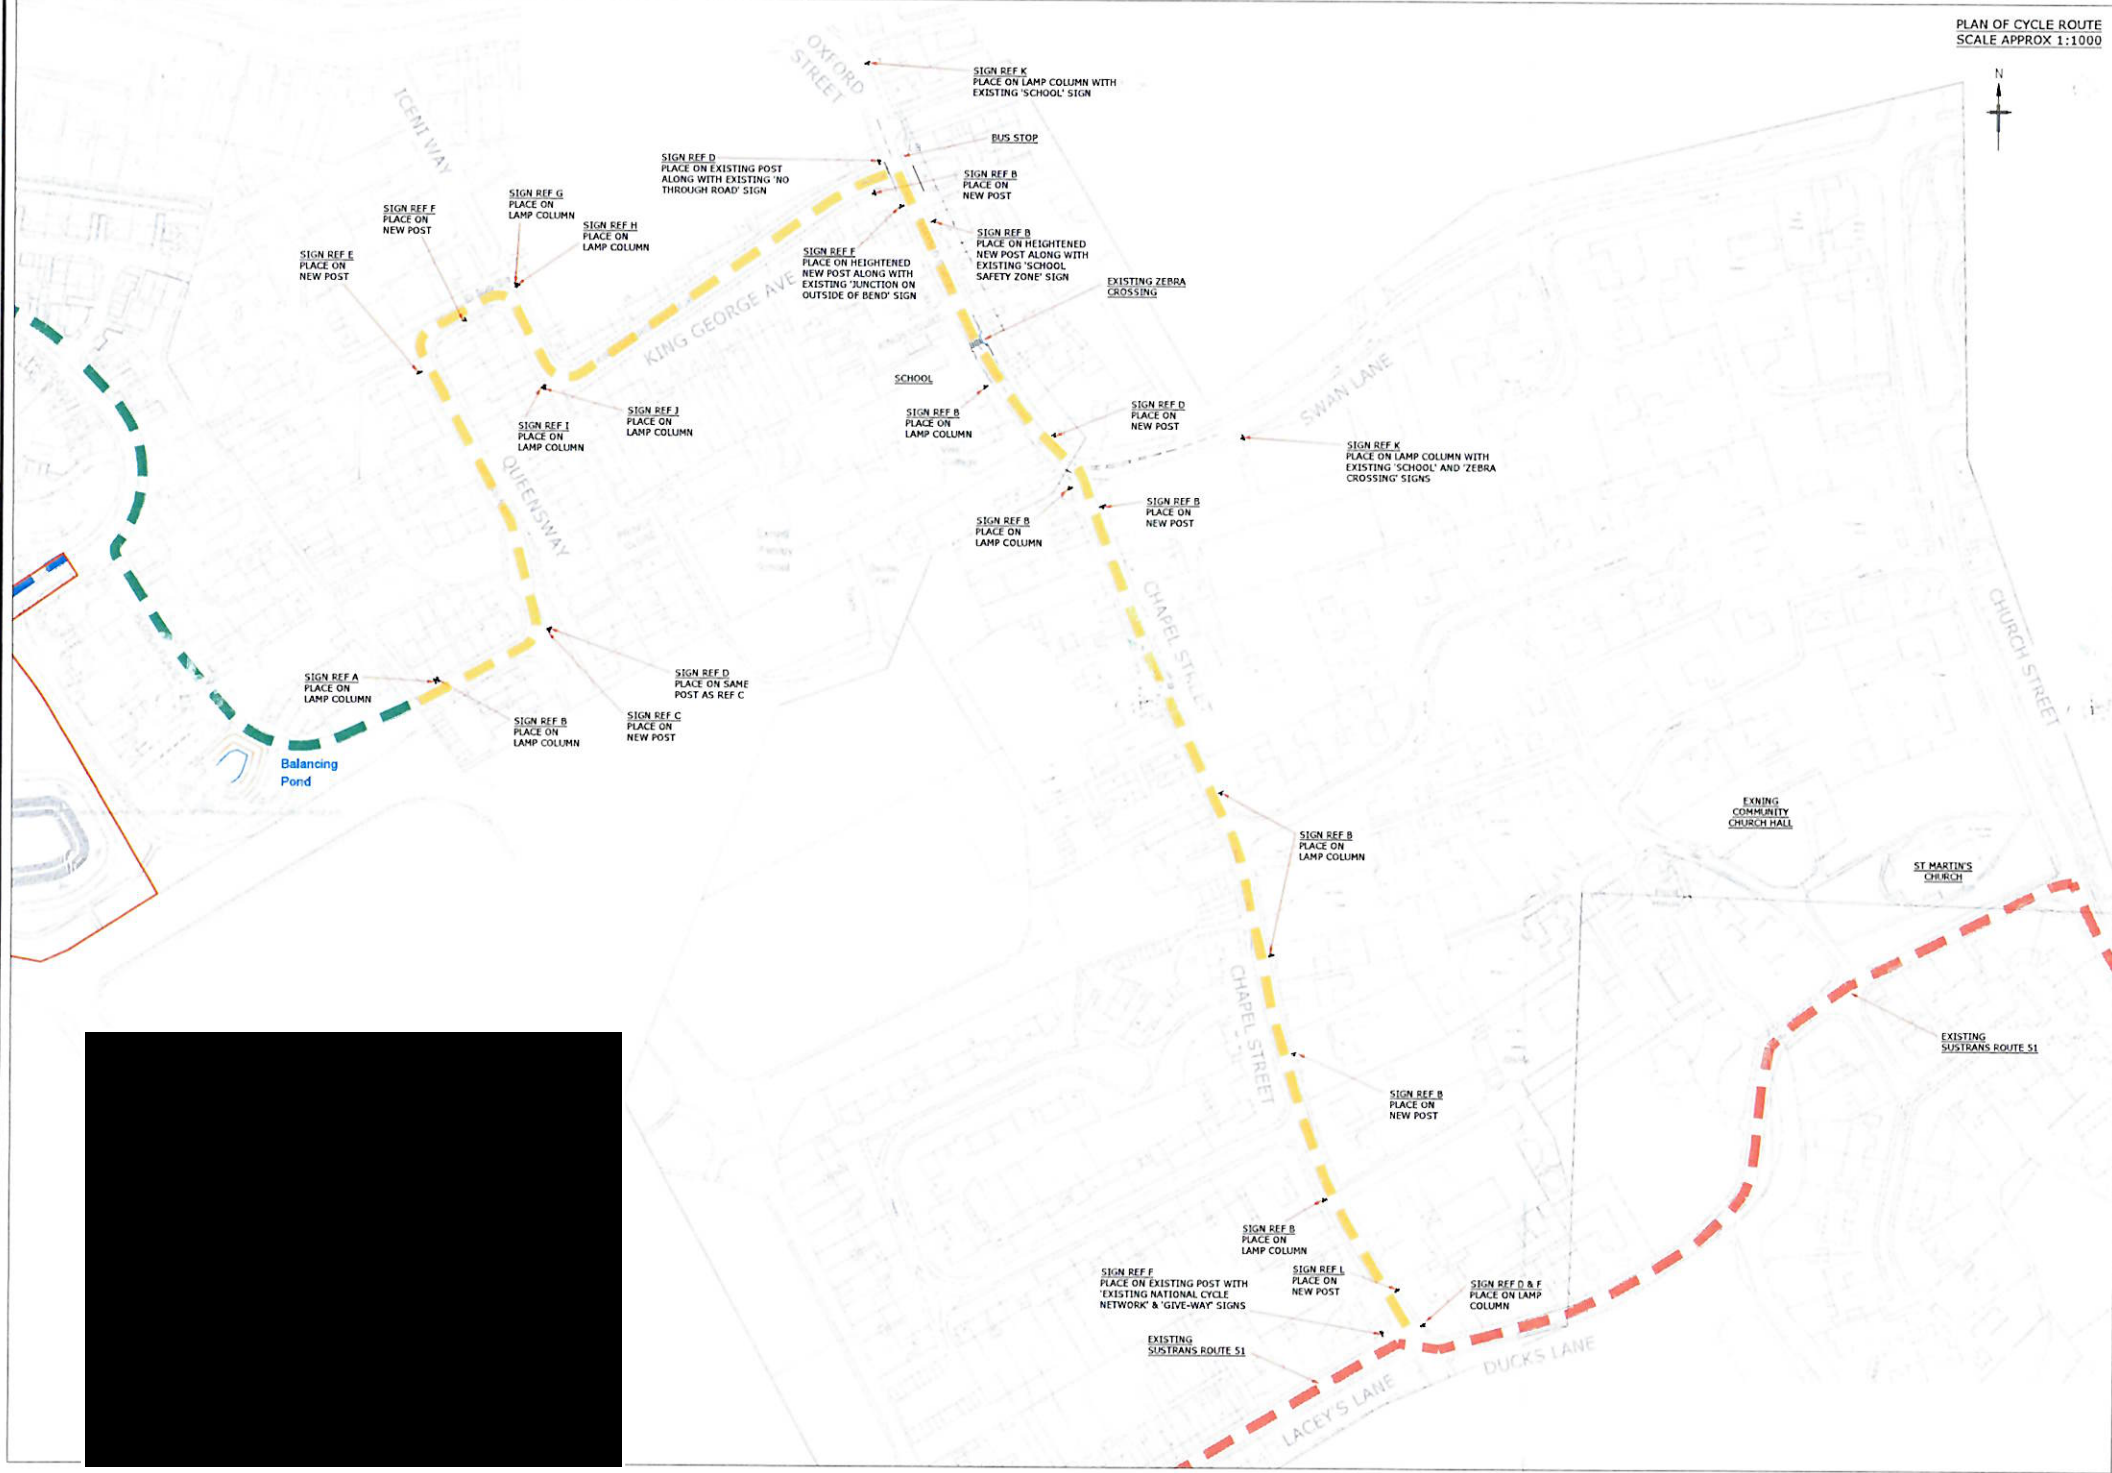 PLAN OF CYCLE ROUTE
SCALE APPROX 1:1000
N
OXFORD
STREET
SIGN REF K
PLACE ON LAMP COLUMN WITH
EXISTING 'SCHOOL' SIGN
ICENI WAY
BUS STOP
SIGN REF D
PLACE ON EXISTING POST
ALONG WITH EXISTING 'NO
THROUGH ROAD' SIGN
SIGN REF B
PLACE ON
NEW POST
SIGN REF G
PLACE ON
LAMP COLUMN
SIGN REF F
PLACE ON
NEW POST
SIGN REF H
PLACE ON
LAMP COLUMN
SIGN REF B
PLACE ON HEIGHTENED
NEW POST ALONG WITH
EXISTING 'SCHOOL
SAFETY ZONE' SIGN
SIGN REF E
PLACE ON
NEW POST
SIGN REF F
PLACE ON HEIGHTENED
NEW POST ALONG WITH
EXISTING 'JUNCTION ON
OUTSIDE OF BEND' SIGN
EXISTING ZEBRA
CROSSING
KING GEORGE AVE
SCHOOL
SWAN LANE
SIGN REF J
PLACE ON
LAMP COLUMN
SIGN REF B
PLACE ON
LAMP COLUMN
SIGN REF D
PLACE ON
NEW POST
SIGN REF I
PLACE ON
LAMP COLUMN
SIGN REF K
PLACE ON LAMP COLUMN WITH
EXISTING 'SCHOOL' AND 'ZEBRA
CROSSING' SIGNS
QUEENSWAY
SIGN REF B
PLACE ON
NEW POST
SIGN REF B
PLACE ON
LAMP COLUMN
CHAPEL STREET
CHURCH STREET
SIGN REF A
PLACE ON
LAMP COLUMN
SIGN REF D
PLACE ON SAME
POST AS REF C
SIGN REF B
PLACE ON
LAMP COLUMN
SIGN REF C
PLACE ON
NEW POST
Balancing
Pond
EXNING
COMMUNITY
CHURCH HALL
SIGN REF B
PLACE ON
LAMP COLUMN
ST MARTIN'S
CHURCH
CHAPEL STREET
EXISTING
SUSTRANS ROUTE 51
SIGN REF B
PLACE ON
NEW POST
SIGN REF B
PLACE ON
LAMP COLUMN
SIGN REF F
PLACE ON EXISTING POST WITH
'EXISTING NATIONAL CYCLE
NETWORK' & 'GIVE-WAY' SIGNS
SIGN REF L
PLACE ON
NEW POST
SIGN REF D & F
PLACE ON LAMP
COLUMN
EXISTING
SUSTRANS ROUTE 51
DUCKS LANE
LACEY'S LANE